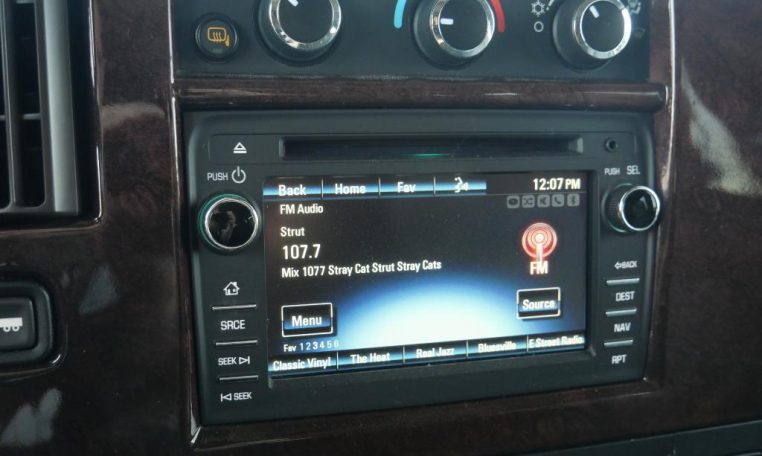 PUSH
PUSH SEL
Back Home Fav 12:07 PM
FM Audio
Strut
107.7
Mix 1077 Stray Cat Strut Stray Cats
FM
BACK
SRCE
DEST
Menu
Source
NAV
SEEK
Fav 1 2 3 4 5 6
Classic Vinyl The Heat Real Jazz Bluesville E Street Radio
RPT
SEEK